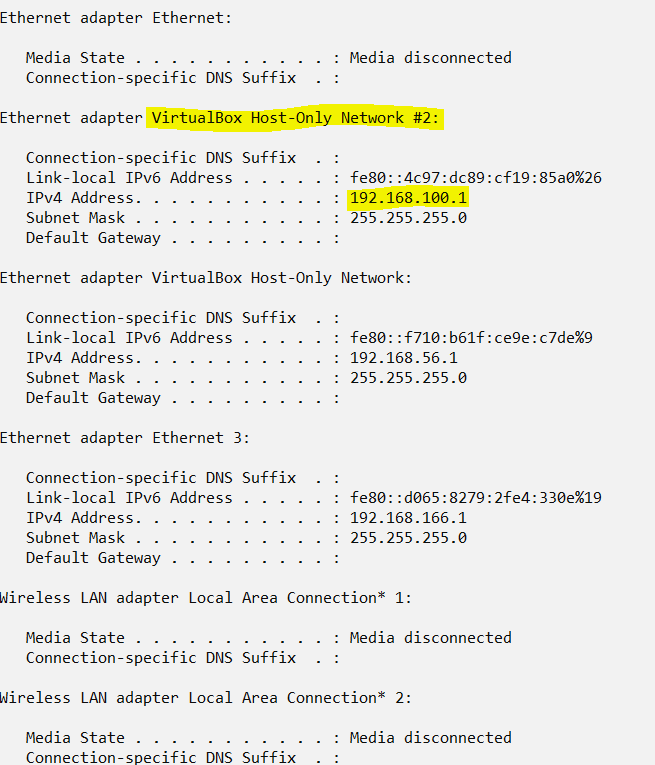 Ethernet adapter Ethernet:
Media State . . . . . . . . . . . : Media disconnected
Connection-specific DNS Suffix  . :
Ethernet adapter VirtualBox Host-Only Network #2:
Connection-specific DNS Suffix  . :
Link-local IPv6 Address . . . . . : fe80::4c97:dc89:cf19:85a0%26
IPv4 Address. . . . . . . . . . . : 192.168.100.1
Subnet Mask . . . . . . . . . . . : 255.255.255.0
Default Gateway . . . . . . . . . :
Ethernet adapter VirtualBox Host-Only Network:
Connection-specific DNS Suffix  . :
Link-local IPv6 Address . . . . . : fe80::f710:b61f:ce9e:c7de%9
IPv4 Address. . . . . . . . . . . : 192.168.56.1
Subnet Mask . . . . . . . . . . . : 255.255.255.0
Default Gateway . . . . . . . . . :
Ethernet adapter Ethernet 3:
Connection-specific DNS Suffix  . :
Link-local IPv6 Address . . . . . : fe80::d065:8279:2fe4:330e%19
IPv4 Address. . . . . . . . . . . : 192.168.166.1
Subnet Mask . . . . . . . . . . . : 255.255.255.0
Default Gateway . . . . . . . . . :
Wireless LAN adapter Local Area Connection* 1:
Media State . . . . . . . . . . . : Media disconnected
Connection-specific DNS Suffix  . :
Wireless LAN adapter Local Area Connection* 2:
Media State . . . . . . . . . . . : Media disconnected
Connection-specific DNS Suffix  . :